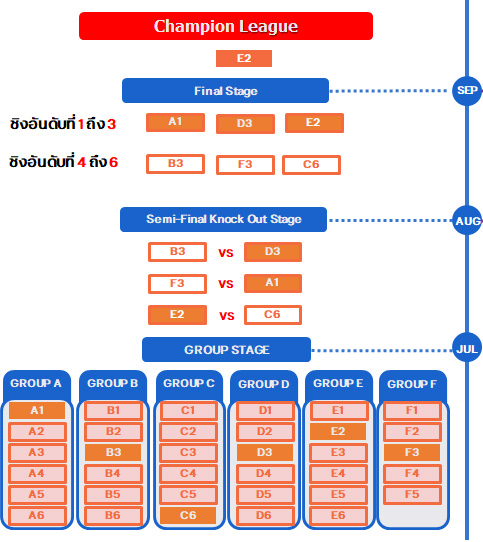 Champion League
E2
Final Stage
SEP
ชิงอันดับที่ 1 ถึง 3
A1 D3 E2
ชิงอันดับที่ 4 ถึง 6
B3 F3 C6
Semi-Final Knock Out Stage
AUG
B3 VS D3
F3 VS A1
E2 VS C6
GROUP STAGE
JUL
GROUP A GROUP B GROUP C GROUP D GROUP E GROUP F
A1 B1 C1 D1 E1 F1
A2 B2 C2 D2 E2 F2
A3 B3 C3 D3 E3 F3
A4 B4 C4 D4 E4 F4
A5 B5 C5 D5 E5 F5
A6 B6 C6 D6 E6